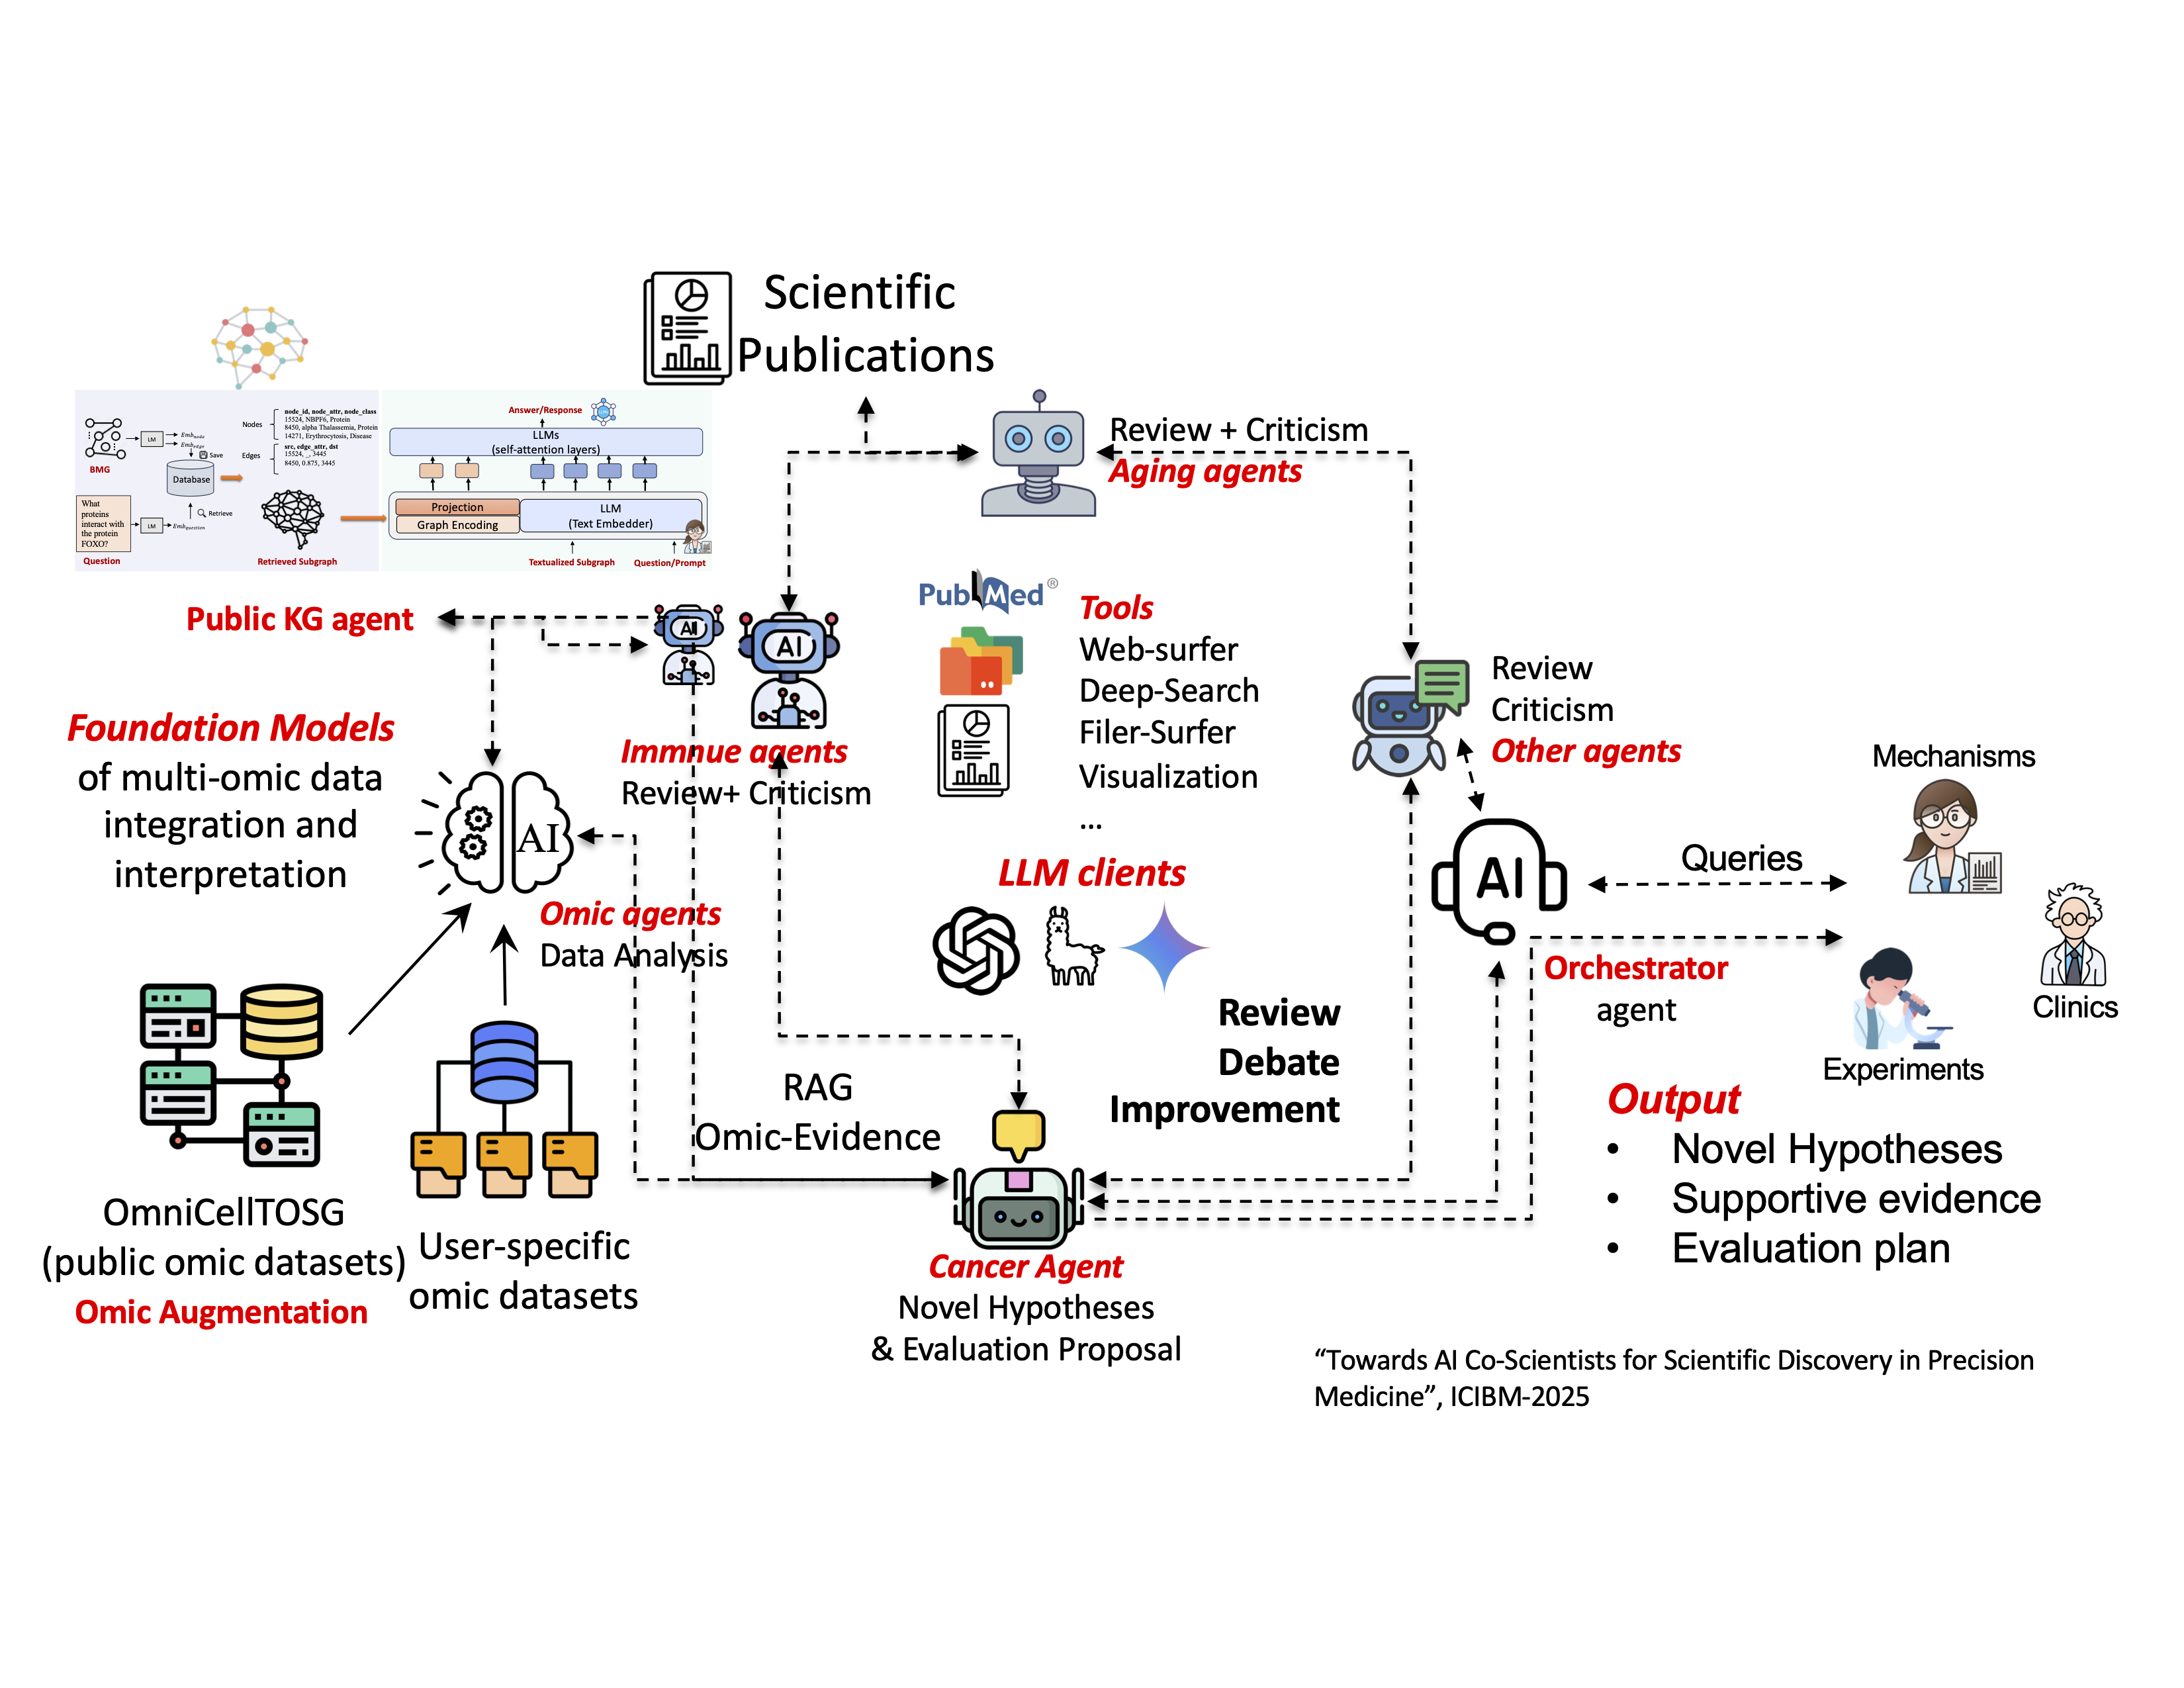 Scientific
Publications
Answer/Response
LLMs
(self-attention layers)
Projection
Graph Encoding
LLM
(Text Embedder)
Textualized Subgraph
Question/Prompt
BMG
LM
Emb_node
Emb_Edge
Save
Database
Retrieve
Nodes
node_id, node_attr, node_class
15524, NBPF6, Protein
8450, alpha Thalassemia, Protein
14271, Erythrocytosis, Disease
Edges
src, edge_attr, dst
15524, _, 3445
8450, 0.875, 3445
What
proteins
interact with
the protein
FOXO?
LM
Emb_question
Question
Retrieved Subgraph
Review + Criticism
Aging agents
Public KG agent
AI
AI
Immnue agents
Review+ Criticism
PubMed®
Tools
Web-surfer
Deep-Search
Filer-Surfer
Visualization
...
LLM clients
Review
Criticism
Other agents
Foundation Models
of multi-omic data
integration and
interpretation
AI
Omic agents
Data Analysis
AI
Queries
Mechanisms
Clinics
Experiments
Orchestrator
agent
Review
Debate
Improvement
RAG
Omic-Evidence
OmniCellTOSG
(public omic datasets)
Omic Augmentation
User-specific
omic datasets
Cancer Agent
Novel Hypotheses
& Evaluation Proposal
Output
• Novel Hypotheses
• Supportive evidence
• Evaluation plan
“Towards AI Co-Scientists for Scientific Discovery in Precision
Medicine”, ICIBM-2025